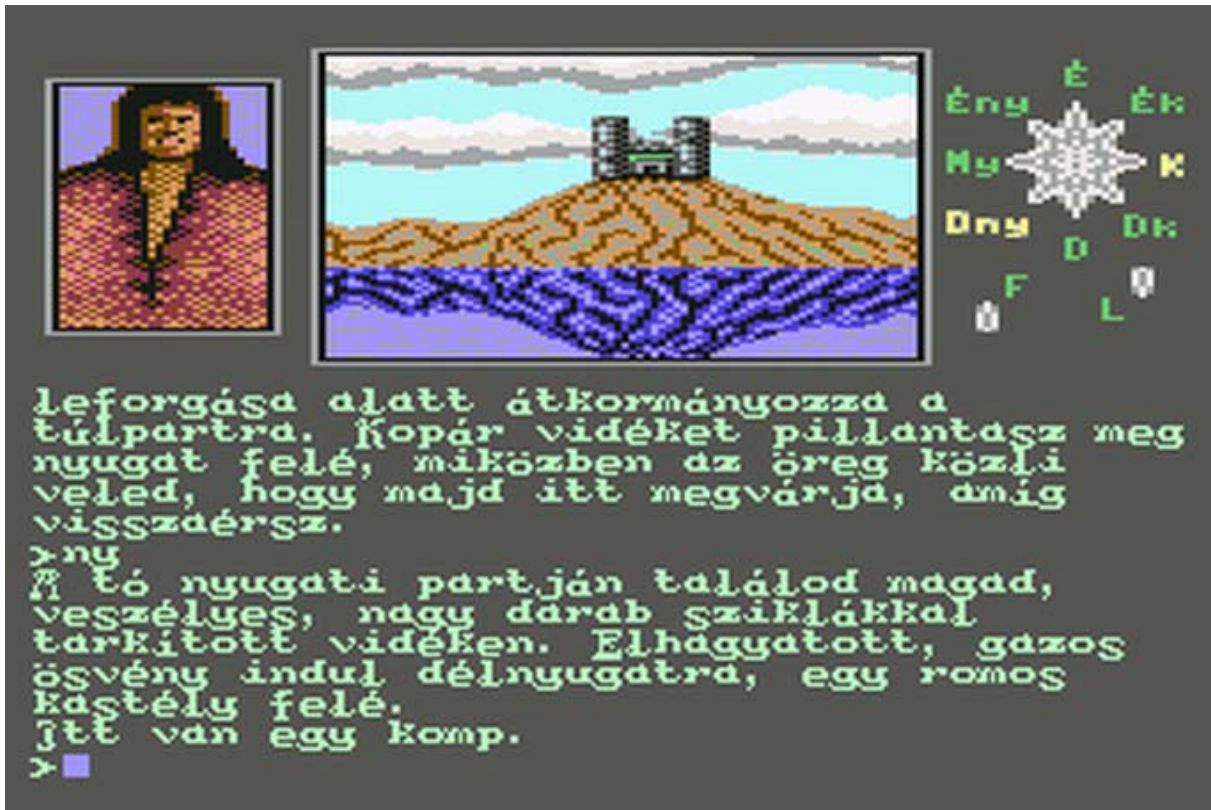 É
Ény Ék
Ny K
Dny Dk
D
F
L
leforgása alatt átkormányozza a
túlpartra. Kopár vidéket pillantasz meg
nyugat felé, miközben az öreg közli
veled, hogy majd itt megvárja, amíg
visszaérsz.
>ny
A tó nyugati partján találod magad,
veszélyes, nagy darab sziklákkal
tarkított vidéken. Elhagyatott, gazos
ösvény indul délnyugatra, egy romos
kastély felé.
Itt van egy komp.
>